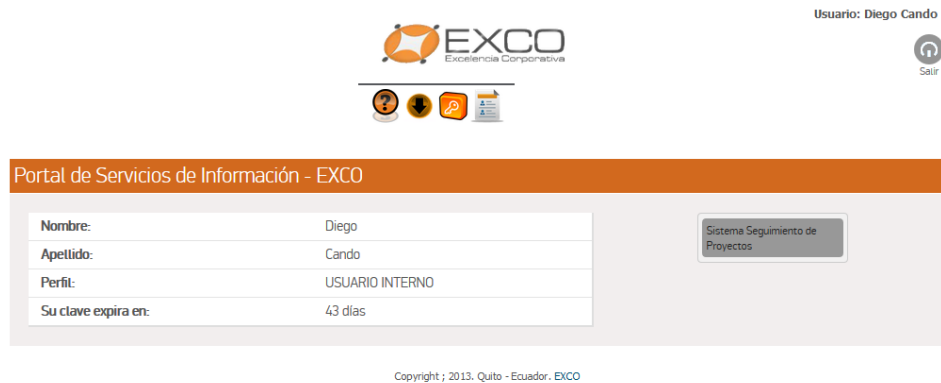 Usuario: Diego Cando
EXCO
Excelencia Corporativa
Salir
Portal de Servicios de Información - EXCO
Nombre: Diego
Apellido: Cando
Perfil: USUARIO INTERNO
Su clave expira en: 43 días
Sistema Seguimiento de
Proyectos
Copyright ; 2013. Quito - Ecuador. EXCO